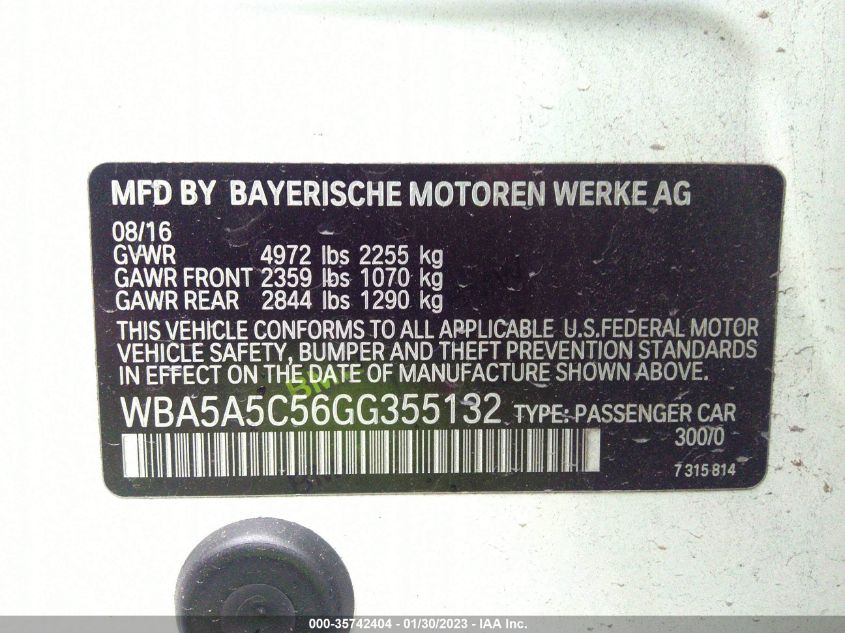 MFD BY BAYERISCHE MOTOREN WERKE AG
08/16
GVWR 4972 lbs 2255 kg
GAWR FRONT 2359 lbs 1070 kg
GAWR REAR 2844 lbs 1290 kg
THIS VEHICLE CONFORMS TO ALL APPLICABLE U.S.FEDERAL MOTOR
VEHICLE SAFETY, BUMPER AND THEFT PREVENTION STANDARDS
IN EFFECT ON THE DATE OF MANUFACTURE SHOWN ABOVE.
WBA5A5C56GG355132 TYPE: PASSENGER CAR
300/0
7 315 814
000-35742404 - 01/30/2023 - IAA Inc.